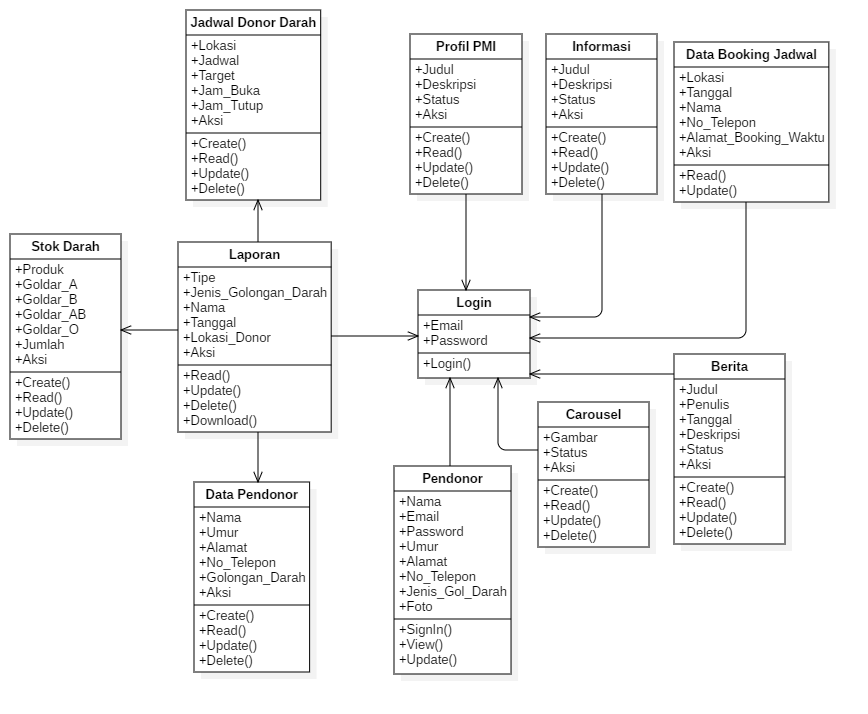 Jadwal Donor Darah
+Lokasi
+Jadwal
+Target
+Jam_Buka
+Jam_Tutup
+Aksi
+Create()
+Read()
+Update()
+Delete()
Profil PMI
+Judul
+Deskripsi
+Status
+Aksi
+Create()
+Read()
+Update()
+Delete()
Informasi
+Judul
+Deskripsi
+Status
+Aksi
+Create()
+Read()
+Update()
+Delete()
Data Booking Jadwal
+Lokasi
+Tanggal
+Nama
+No_Telepon
+Alamat_Booking_Waktu
+Aksi
+Read()
+Update()
Stok Darah
+Produk
+Goldar_A
+Goldar_B
+Goldar_AB
+Goldar_O
+Jumlah
+Aksi
+Create()
+Read()
+Update()
+Delete()
Laporan
+Tipe
+Jenis_Golongan_Darah
+Nama
+Tanggal
+Lokasi_Donor
+Aksi
+Read()
+Update()
+Delete()
+Download()
Login
+Email
+Password
+Login()
Berita
+Judul
+Penulis
+Tanggal
+Deskripsi
+Status
+Aksi
+Create()
+Read()
+Update()
+Delete()
Carousel
+Gambar
+Status
+Aksi
+Create()
+Read()
+Update()
+Delete()
Pendonor
+Nama
+Email
+Password
+Umur
+Alamat
+No_Telepon
+Jenis_Gol_Darah
+Foto
+SignIn()
+View()
+Update()
Data Pendonor
+Nama
+Umur
+Alamat
+No_Telepon
+Golongan_Darah
+Aksi
+Create()
+Read()
+Update()
+Delete()